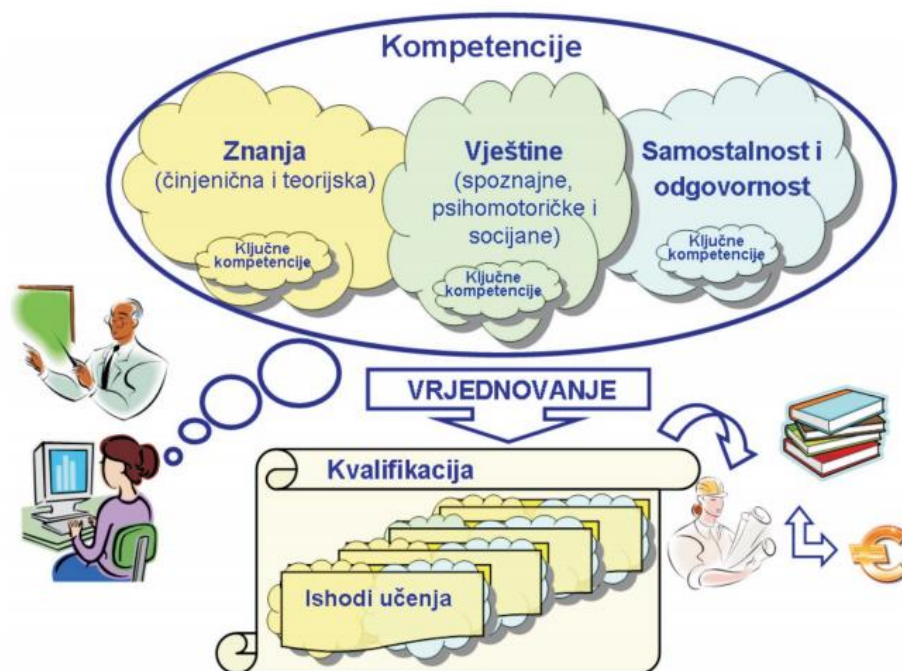 Kompetencije
Znanja
(činjenična i teorijska)
Ključne
kompetencije
Vještine
(spoznajne,
psihomotoričke i
socijane)
Ključne
kompetencije
Samostalnost i
odgovornost
Ključne
kompetencije
VRJEDNOVANJE
Kvalifikacija
Ishodi učenja